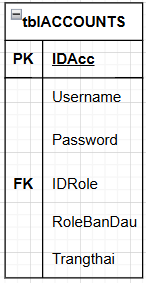 tblACCOUNTS
PK IDAcc
Username
Password
FK IDRole
RoleBanDau
Trangthai